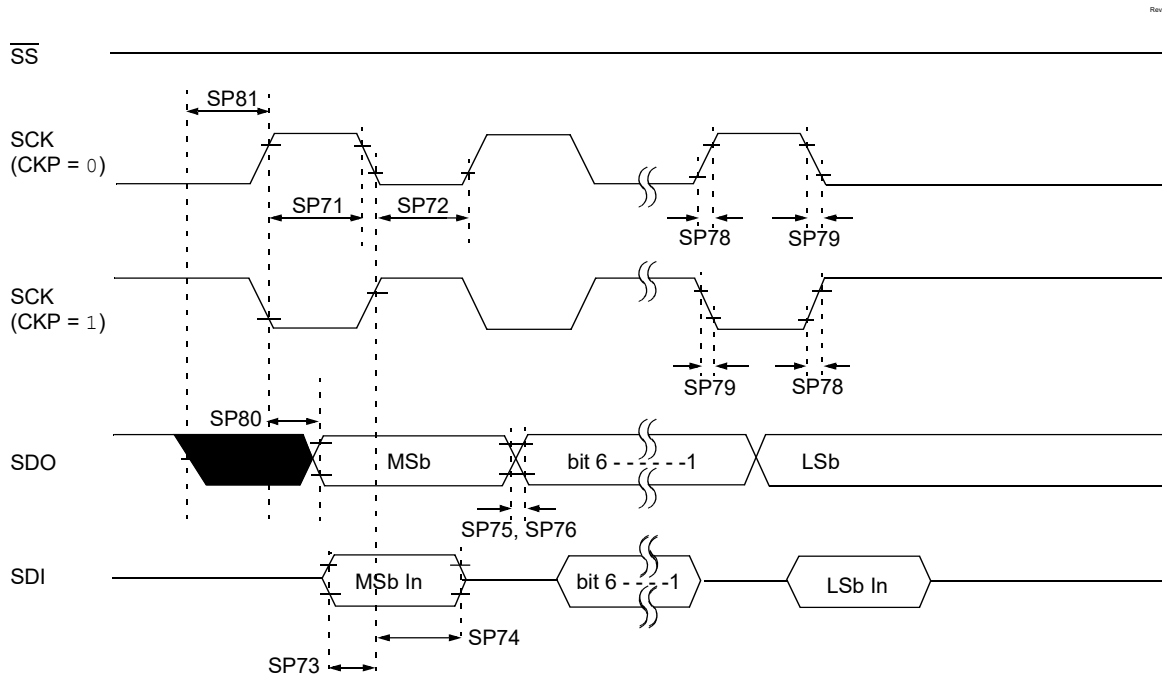 Rev
SS
SP81
SCK
(CKP = 0)
SP71
SP72
SP78
SP79
SCK
(CKP = 1)
SP79
SP78
SP80
SDO
MSb
bit 6 - - - - - -1
LSb
SP75, SP76
SDI
MSb In
bit 6 - - - - -1
LSb In
SP74
SP73